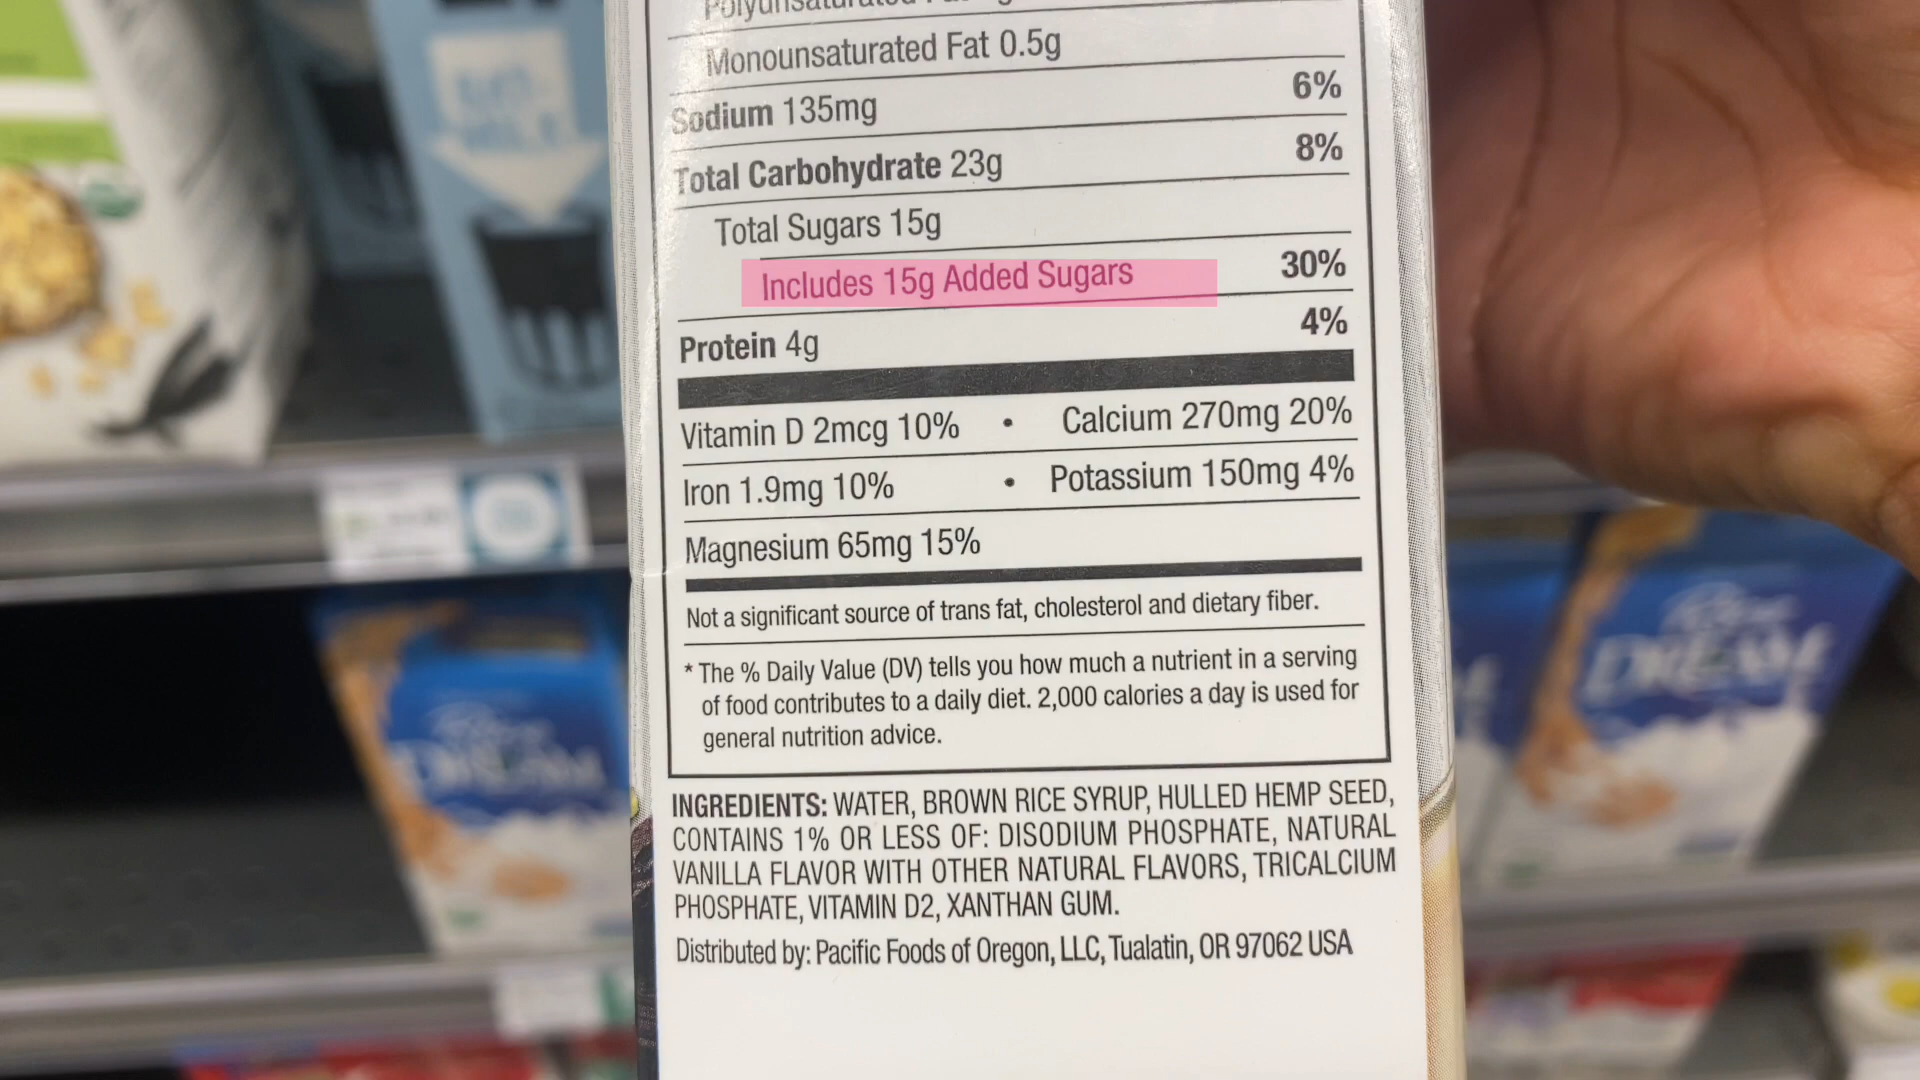 Monounsaturated Fat 0.5g
Sodium 135mg 6%
Total Carbohydrate 23g 8%
Total Sugars 15g
Includes 15g Added Sugars 30%
Protein 4g 4%
Vitamin D 2mcg 10% • Calcium 270mg 20%
Iron 1.9mg 10% • Potassium 150mg 4%
Magnesium 65mg 15%
Not a significant source of trans fat, cholesterol and dietary fiber.
* The % Daily Value (DV) tells you how much a nutrient in a serving
of food contributes to a daily diet. 2,000 calories a day is used for
general nutrition advice.
INGREDIENTS: WATER, BROWN RICE SYRUP, HULLED HEMP SEED,
CONTAINS 1% OR LESS OF: DISODIUM PHOSPHATE, NATURAL
VANILLA FLAVOR WITH OTHER NATURAL FLAVORS, TRICALCIUM
PHOSPHATE, VITAMIN D2, XANTHAN GUM.
Distributed by: Pacific Foods of Oregon, LLC, Tualatin, OR 97062 USA
DREAM
DREAM